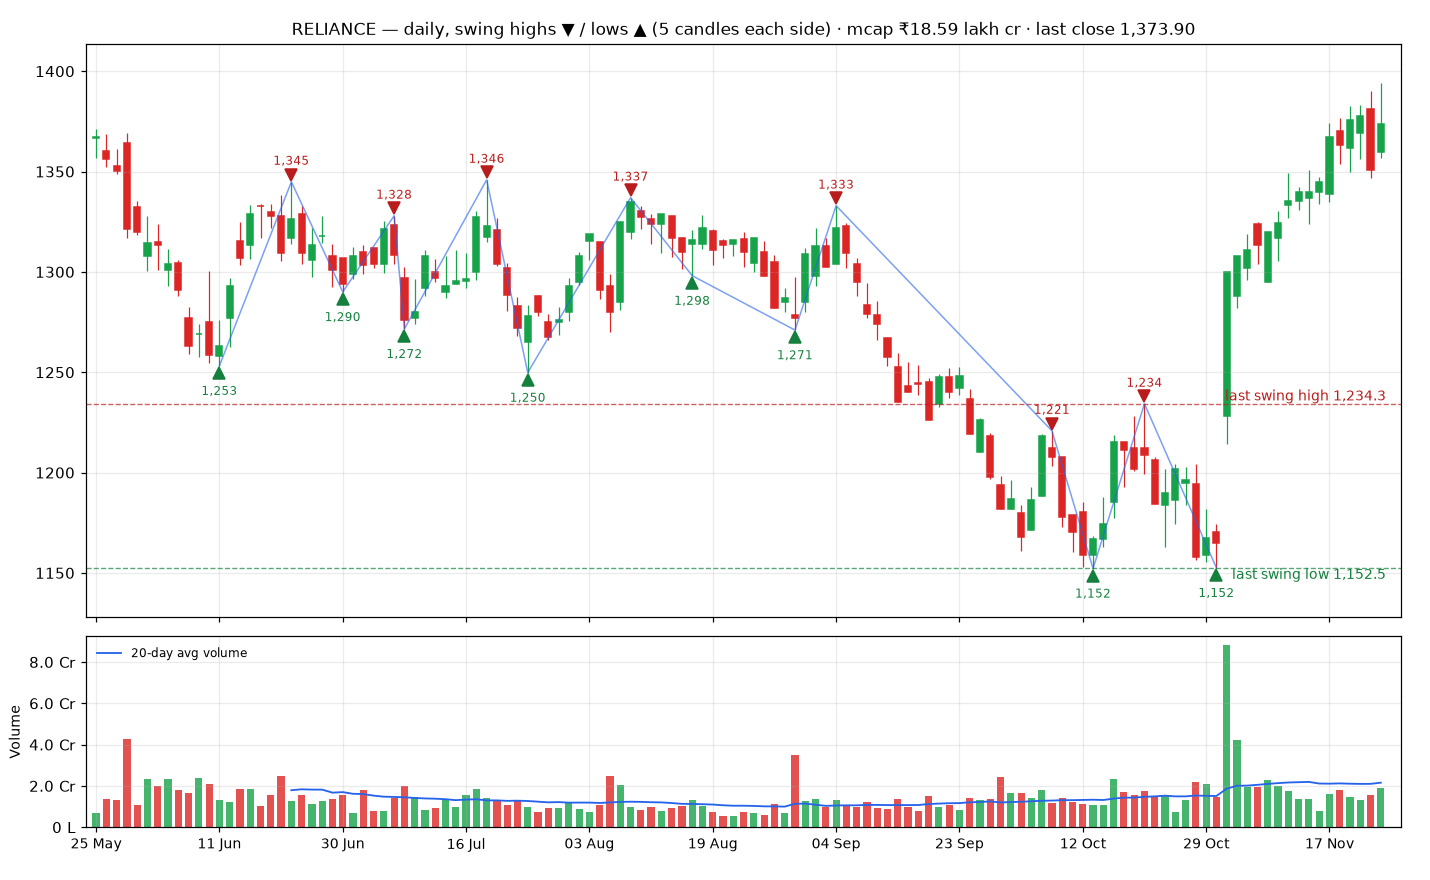 RELIANCE — daily, swing highs ▼ / lows ▲ (5 candles each side) · mcap ₹18.59 lakh cr · last close 1,373.90
1400
1350
1300
1250
1200
1150
1,345
1,328
1,346
1,337
1,333
1,221
1,234
1,253
1,290
1,272
1,250
1,298
1,271
1,152
1,152
last swing high 1,234.3
last swing low 1,152.5
20-day avg volume
Volume
8.0 Cr
6.0 Cr
4.0 Cr
2.0 Cr
0 L
25 May
11 Jun
30 Jun
16 Jul
03 Aug
19 Aug
04 Sep
23 Sep
12 Oct
29 Oct
17 Nov